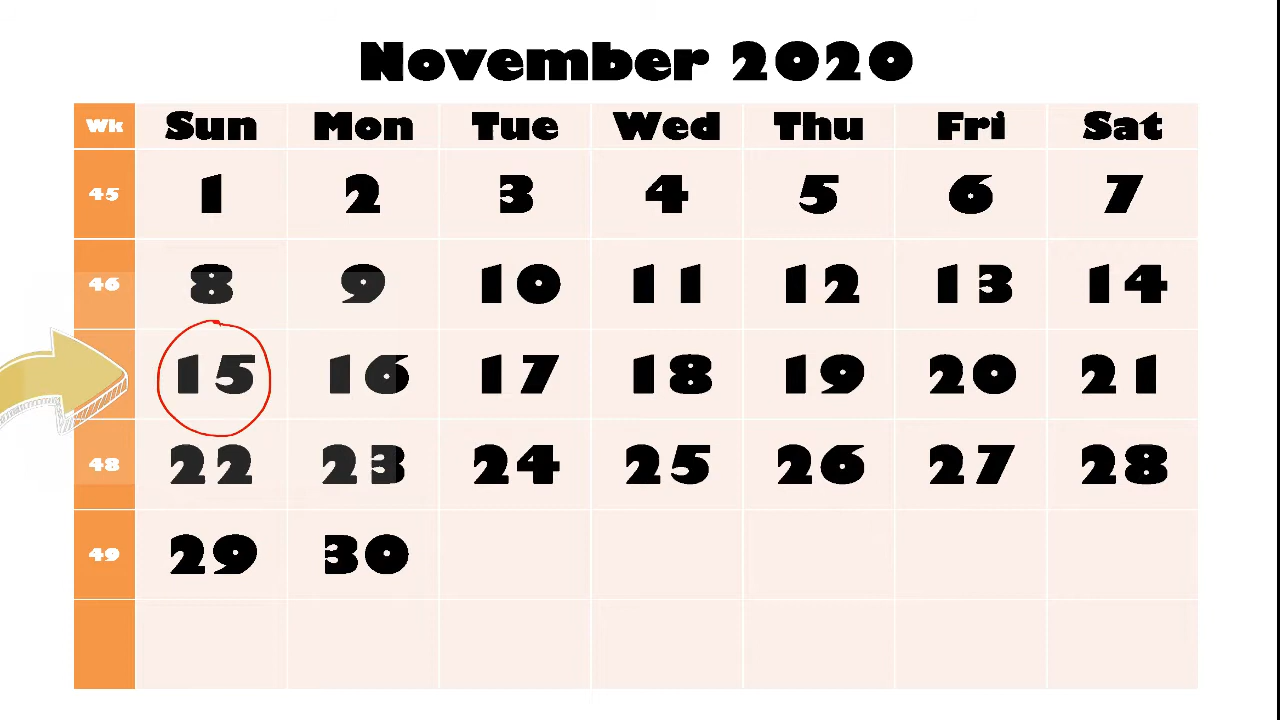 November 2020
Wk Sun Mon Tue Wed Thu Fri Sat
45 1 2 3 4 5 6 7
46 8 9 10 11 12 13 14
15 16 17 18 19 20 21
48 22 23 24 25 26 27 28
49 29 30